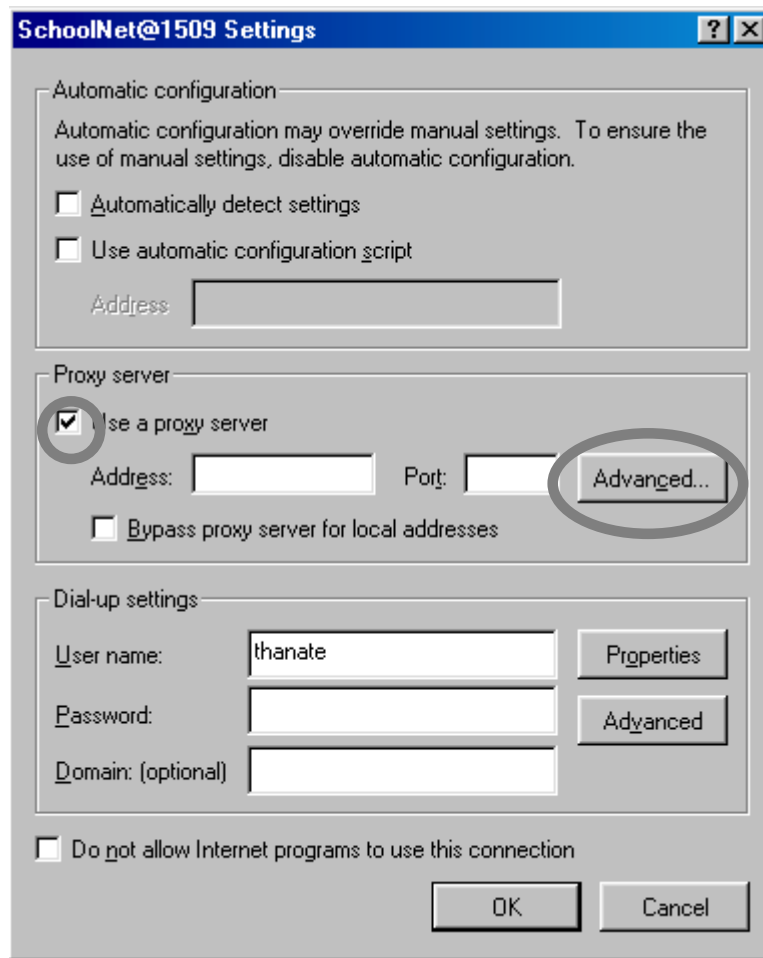 SchoolNet@1509 Settings
Automatic configuration
Automatic configuration may override manual settings. To ensure the
use of manual settings, disable automatic configuration.
Automatically detect settings
Use automatic configuration script
Address
Proxy server
Use a proxy server
Address: Port: Advanced...
Bypass proxy server for local addresses
Dial-up settings
User name: thanate Properties
Password: Advanced
Domain: (optional)
Do not allow Internet programs to use this connection
OK Cancel